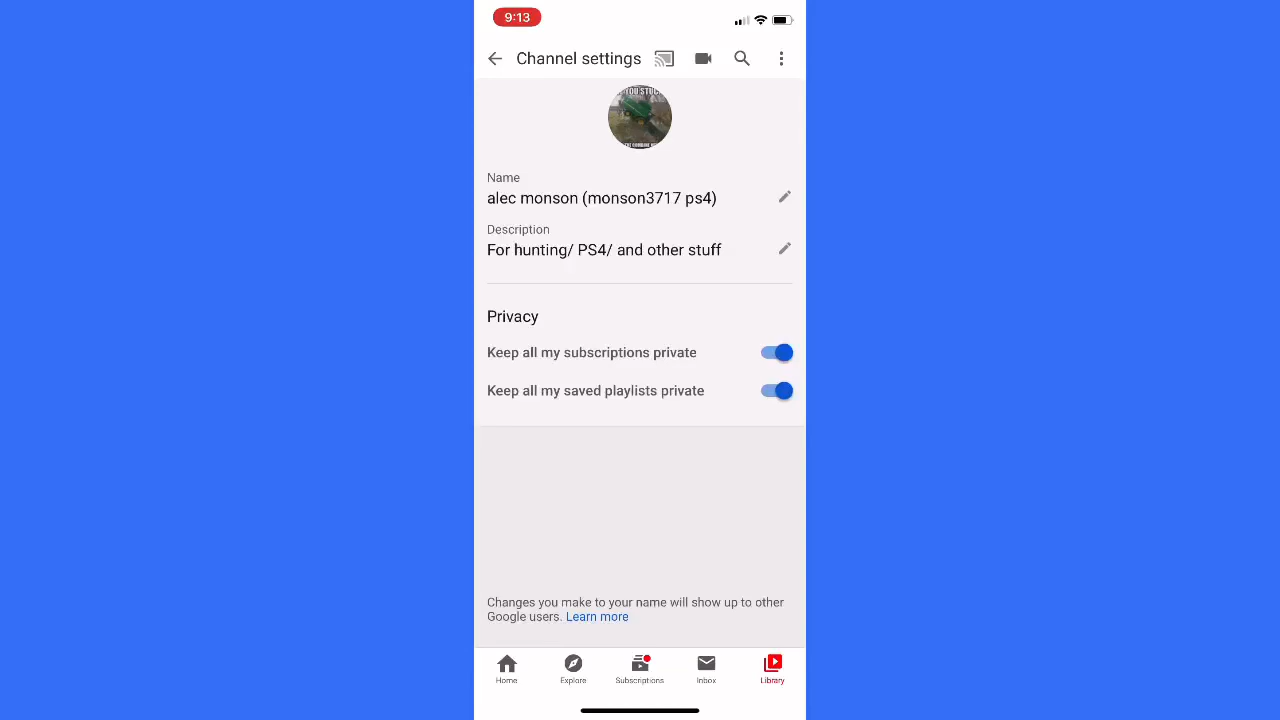 9:13
Channel settings
YOU STUC
Name
alec monson (monson3717 ps4)
Description
For hunting/ PS4/ and other stuff
Privacy
Keep all my subscriptions private
Keep all my saved playlists private
Changes you make to your name will show up to other
Google users. Learn more
Home Explore Subscriptions Inbox Library